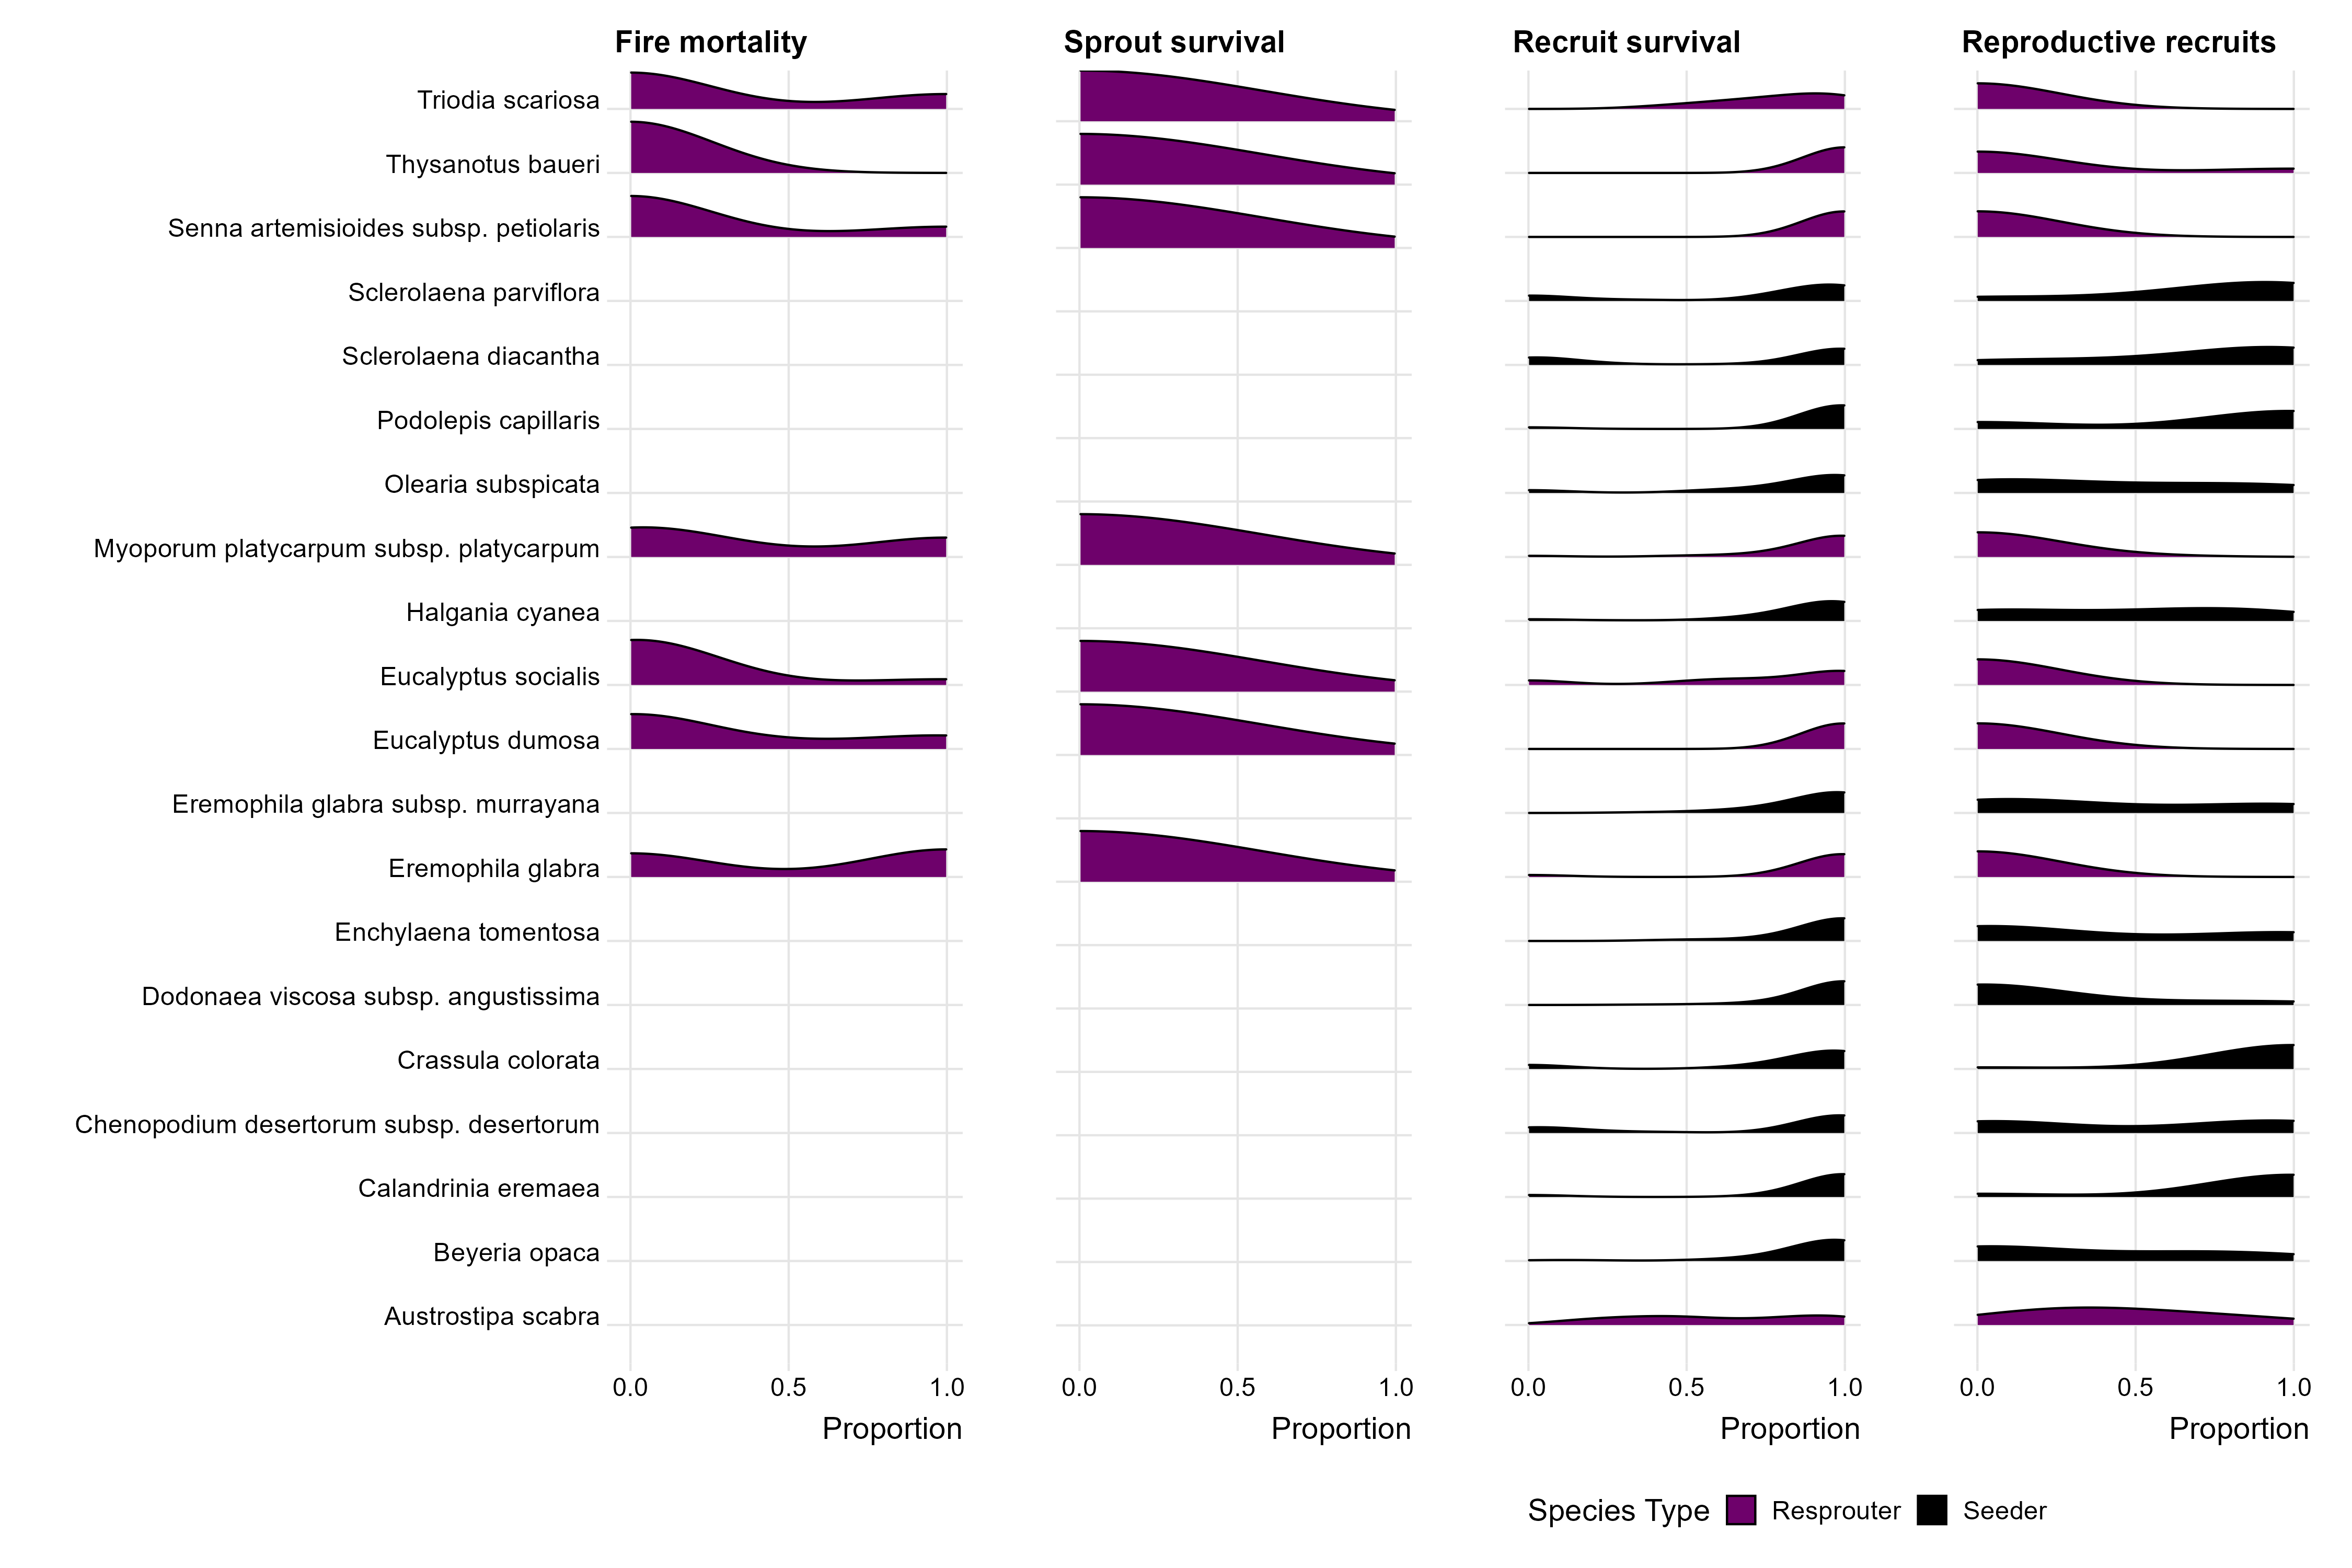 Fire mortality Sprout survival Recruit survival Reproductive recruits
Triodia scariosa
Thysanotus baueri
Senna artemisioides subsp. petiolaris
Sclerolaena parviflora
Sclerolaena diacantha
Podolepis capillaris
Olearia subspicata
Myoporum platycarpum subsp. platycarpum
Halgania cyanea
Eucalyptus socialis
Eucalyptus dumosa
Eremophila glabra subsp. murrayana
Eremophila glabra
Enchylaena tomentosa
Dodonaea viscosa subsp. angustissima
Crassula colorata
Chenopodium desertorum subsp. desertorum
Calandrinia eremaea
Beyeria opaca
Austrostipa scabra
0.0 0.5 1.0 0.0 0.5 1.0 0.0 0.5 1.0 0.0 0.5 1.0
Proportion Proportion Proportion Proportion
Species Type Resprouter Seeder